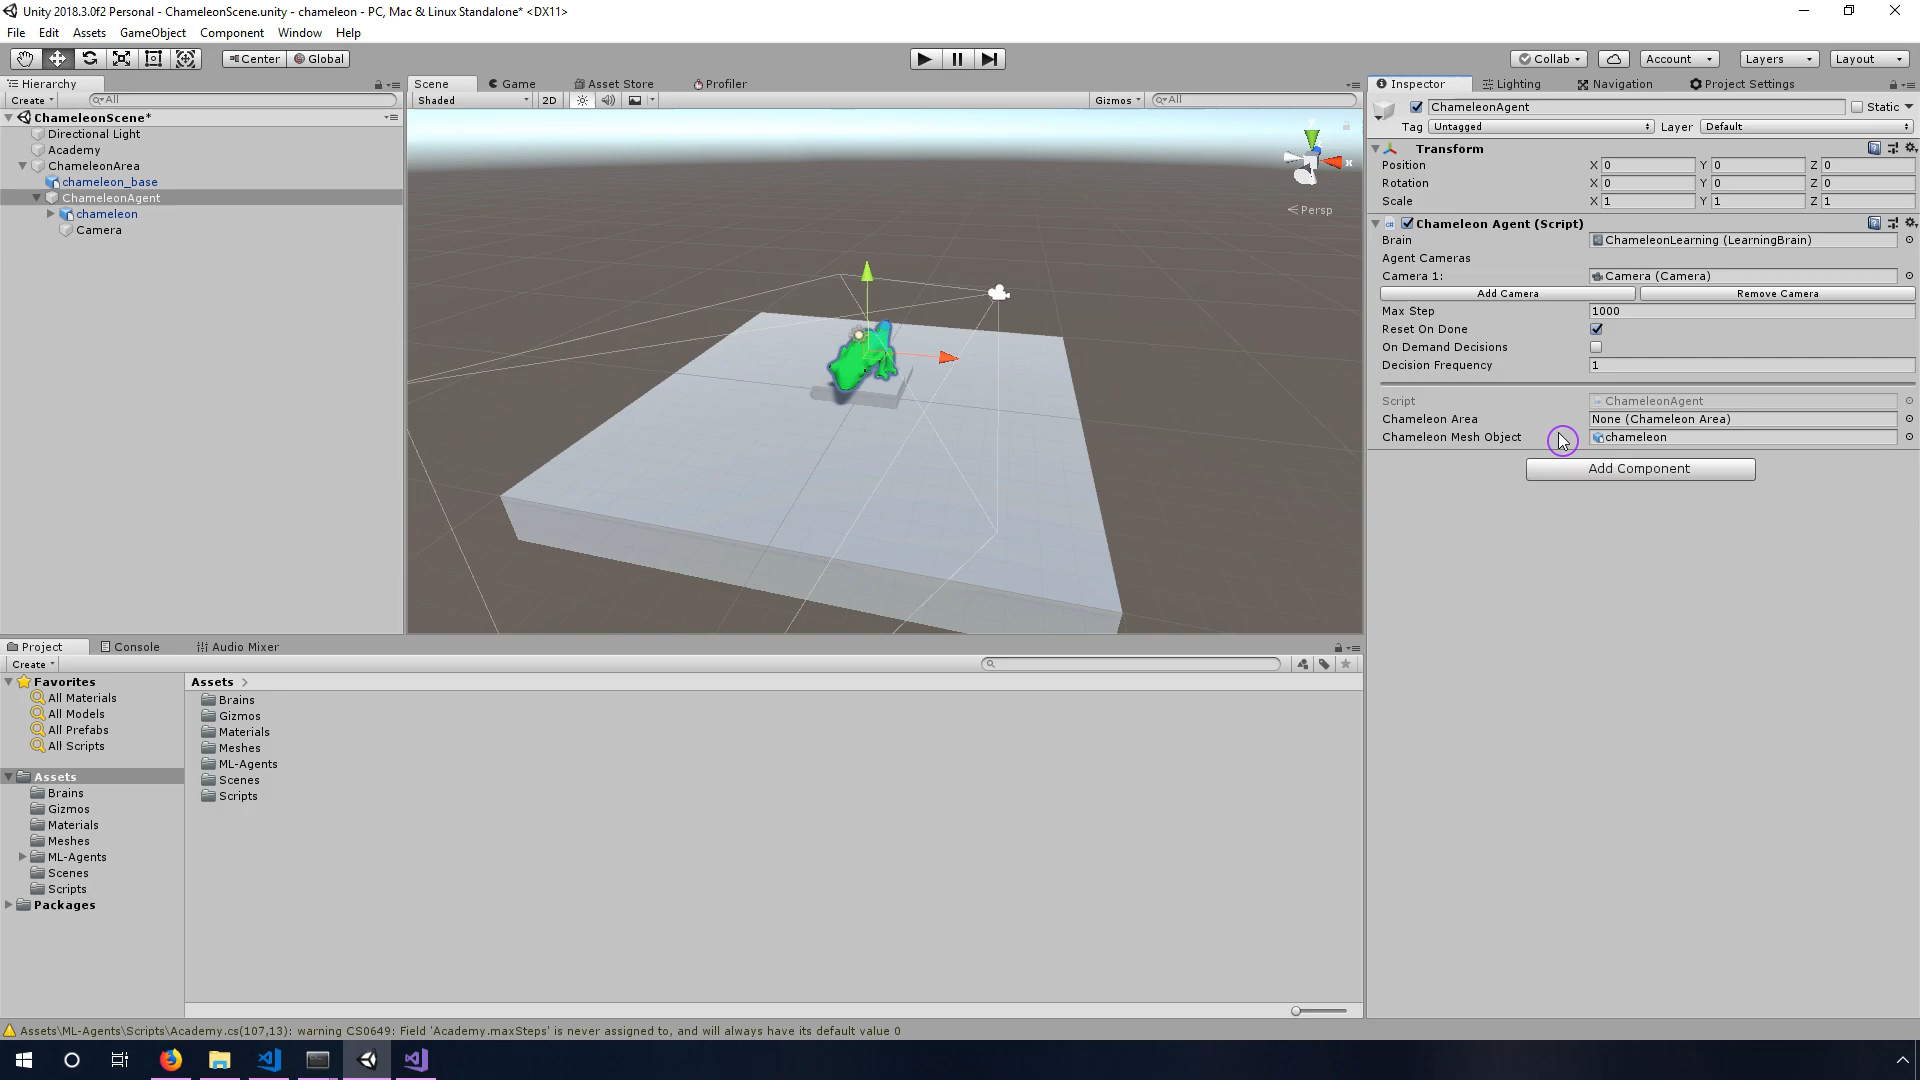 Unity 2018.3.0f2 Personal - ChameleonScene.unity - chameleon - PC, Mac & Linux Standalone* <DX11>
File Edit Assets GameObject Component Window Help
Center Global Collab Account Layers Layout
Hierarchy
Create All
ChameleonScene*
Directional Light
Academy
ChameleonArea
chameleon_base
ChameleonAgent
chameleon
Camera
Scene Game Asset Store Profiler
Shaded 2D Gizmos All
x
Persp
Inspector Lighting Navigation Project Settings
ChameleonAgent Static
Tag Untagged Layer Default
Transform
Position X 0 Y 0 Z 0
Rotation X 0 Y 0 Z 0
Scale X 1 Y 1 Z 1
Chameleon Agent (Script)
Brain ChameleonLearning (LearningBrain)
Agent Cameras
Camera 1: Camera (Camera)
Add Camera Remove Camera
Max Step 1000
Reset On Done
On Demand Decisions
Decision Frequency 1
Script ChameleonAgent
Chameleon Area None (Chameleon Area)
Chameleon Mesh Object chameleon
Add Component
Project Console Audio Mixer
Create
Favorites
All Materials
All Models
All Prefabs
All Scripts
Assets
Brains
Gizmos
Materials
Meshes
ML-Agents
Scenes
Scripts
Packages
Assets
Brains
Gizmos
Materials
Meshes
ML-Agents
Scenes
Scripts
Assets\ML-Agents\Scripts\Academy.cs(107,13): warning CS0649: Field 'Academy.maxSteps' is never assigned to, and will always have its default value 0